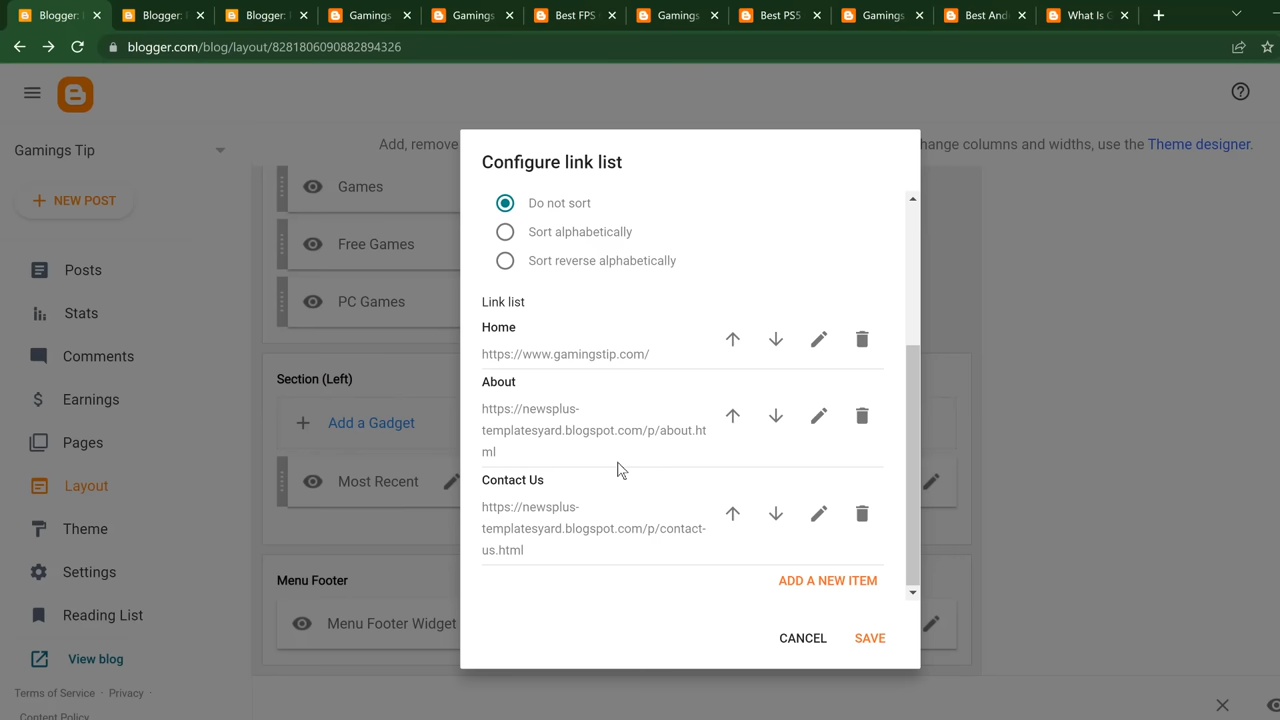 Blogger:
Blogger:
Blogger:
Gamings
Gamings
Best FPS
Gamings
Best PS5
Gamings
Best And
What Is G
blogger.com/blog/layout/8281806090882894326
Gamings Tip
NEW POST
Posts
Stats
Comments
Earnings
Pages
Layout
Theme
Settings
Reading List
View blog
Terms of Service · Privacy ·
Content Policy
Add, remove
hange columns and widths, use the Theme designer.
Games
Free Games
PC Games
Section (Left)
Add a Gadget
Most Recent
Menu Footer
Menu Footer Widget
Configure link list
Do not sort
Sort alphabetically
Sort reverse alphabetically
Link list
Home
https://www.gamingstip.com/
About
https://newsplus-
templatesyard.blogspot.com/p/about.ht
ml
Contact Us
https://newsplus-
templatesyard.blogspot.com/p/contact-
us.html
ADD A NEW ITEM
CANCEL SAVE